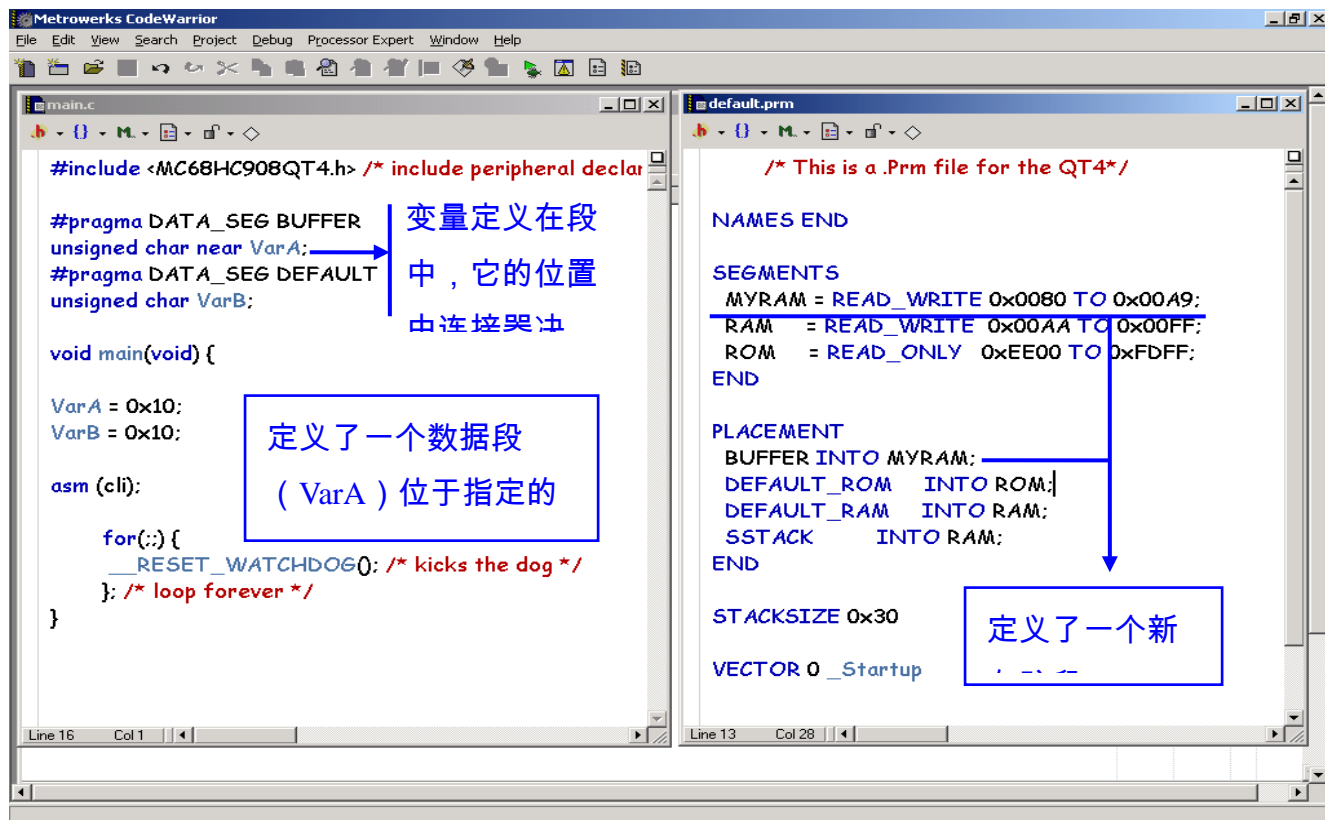 Metrowerks CodeWarrior
File Edit View Search Project Debug Processor Expert Window Help
main.c
#include <MC68HC908QT4.h> /* include peripheral declar
#pragma DATA_SEG BUFFER
unsigned char near VarA;
#pragma DATA_SEG DEFAULT
unsigned char VarB;
变量定义在段
中，它的位置
由连接器决
void main(void) {
VarA = 0x10;
VarB = 0x10;
定义了一个数据段
（VarA）位于指定的
asm (cli);
for(;;) {
__RESET_WATCHDOG(); /* kicks the dog */
}; /* loop forever */
}
Line 16 Col 1
default.prm
/* This is a .Prm file for the QT4*/
NAMES END
SEGMENTS
MYRAM = READ_WRITE 0x0080 TO 0x00A9;
RAM = READ_WRITE 0x00AA TO 0x00FF;
ROM = READ_ONLY 0xEE00 TO 0xFDFF;
END
PLACEMENT
BUFFER INTO MYRAM;
DEFAULT_ROM INTO ROM;
DEFAULT_RAM INTO RAM;
SSTACK INTO RAM;
END
STACKSIZE 0x30
VECTOR 0 _Startup
定义了一个新
Line 13 Col 28